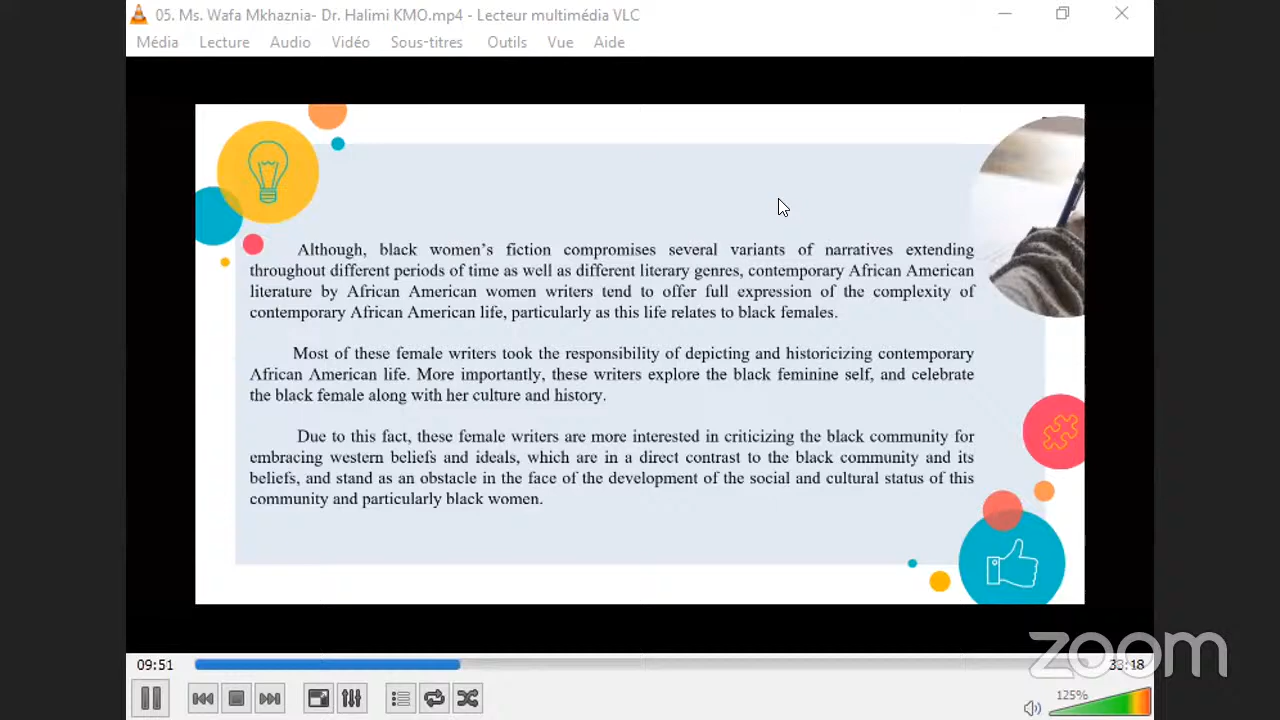 05. Ms. Wafa Mkhaznia- Dr. Halimi KMO.mp4 - Lecteur multimédia VLC
Média Lecture Audio Vidéo Sous-titres Outils Vue Aide
Although, black women's fiction compromises several variants of narratives extending
throughout different periods of time as well as different literary genres, contemporary African American
literature by African American women writers tend to offer full expression of the complexity of
contemporary African American life, particularly as this life relates to black females.
Most of these female writers took the responsibility of depicting and historicizing contemporary
African American life. More importantly, these writers explore the black feminine self, and celebrate
the black female along with her culture and history.
Due to this fact, these female writers are more interested in criticizing the black community for
embracing western beliefs and ideals, which are in a direct contrast to the black community and its
beliefs, and stand as an obstacle in the face of the development of the social and cultural status of this
community and particularly black women.
zoom
09:51 33:18
125%